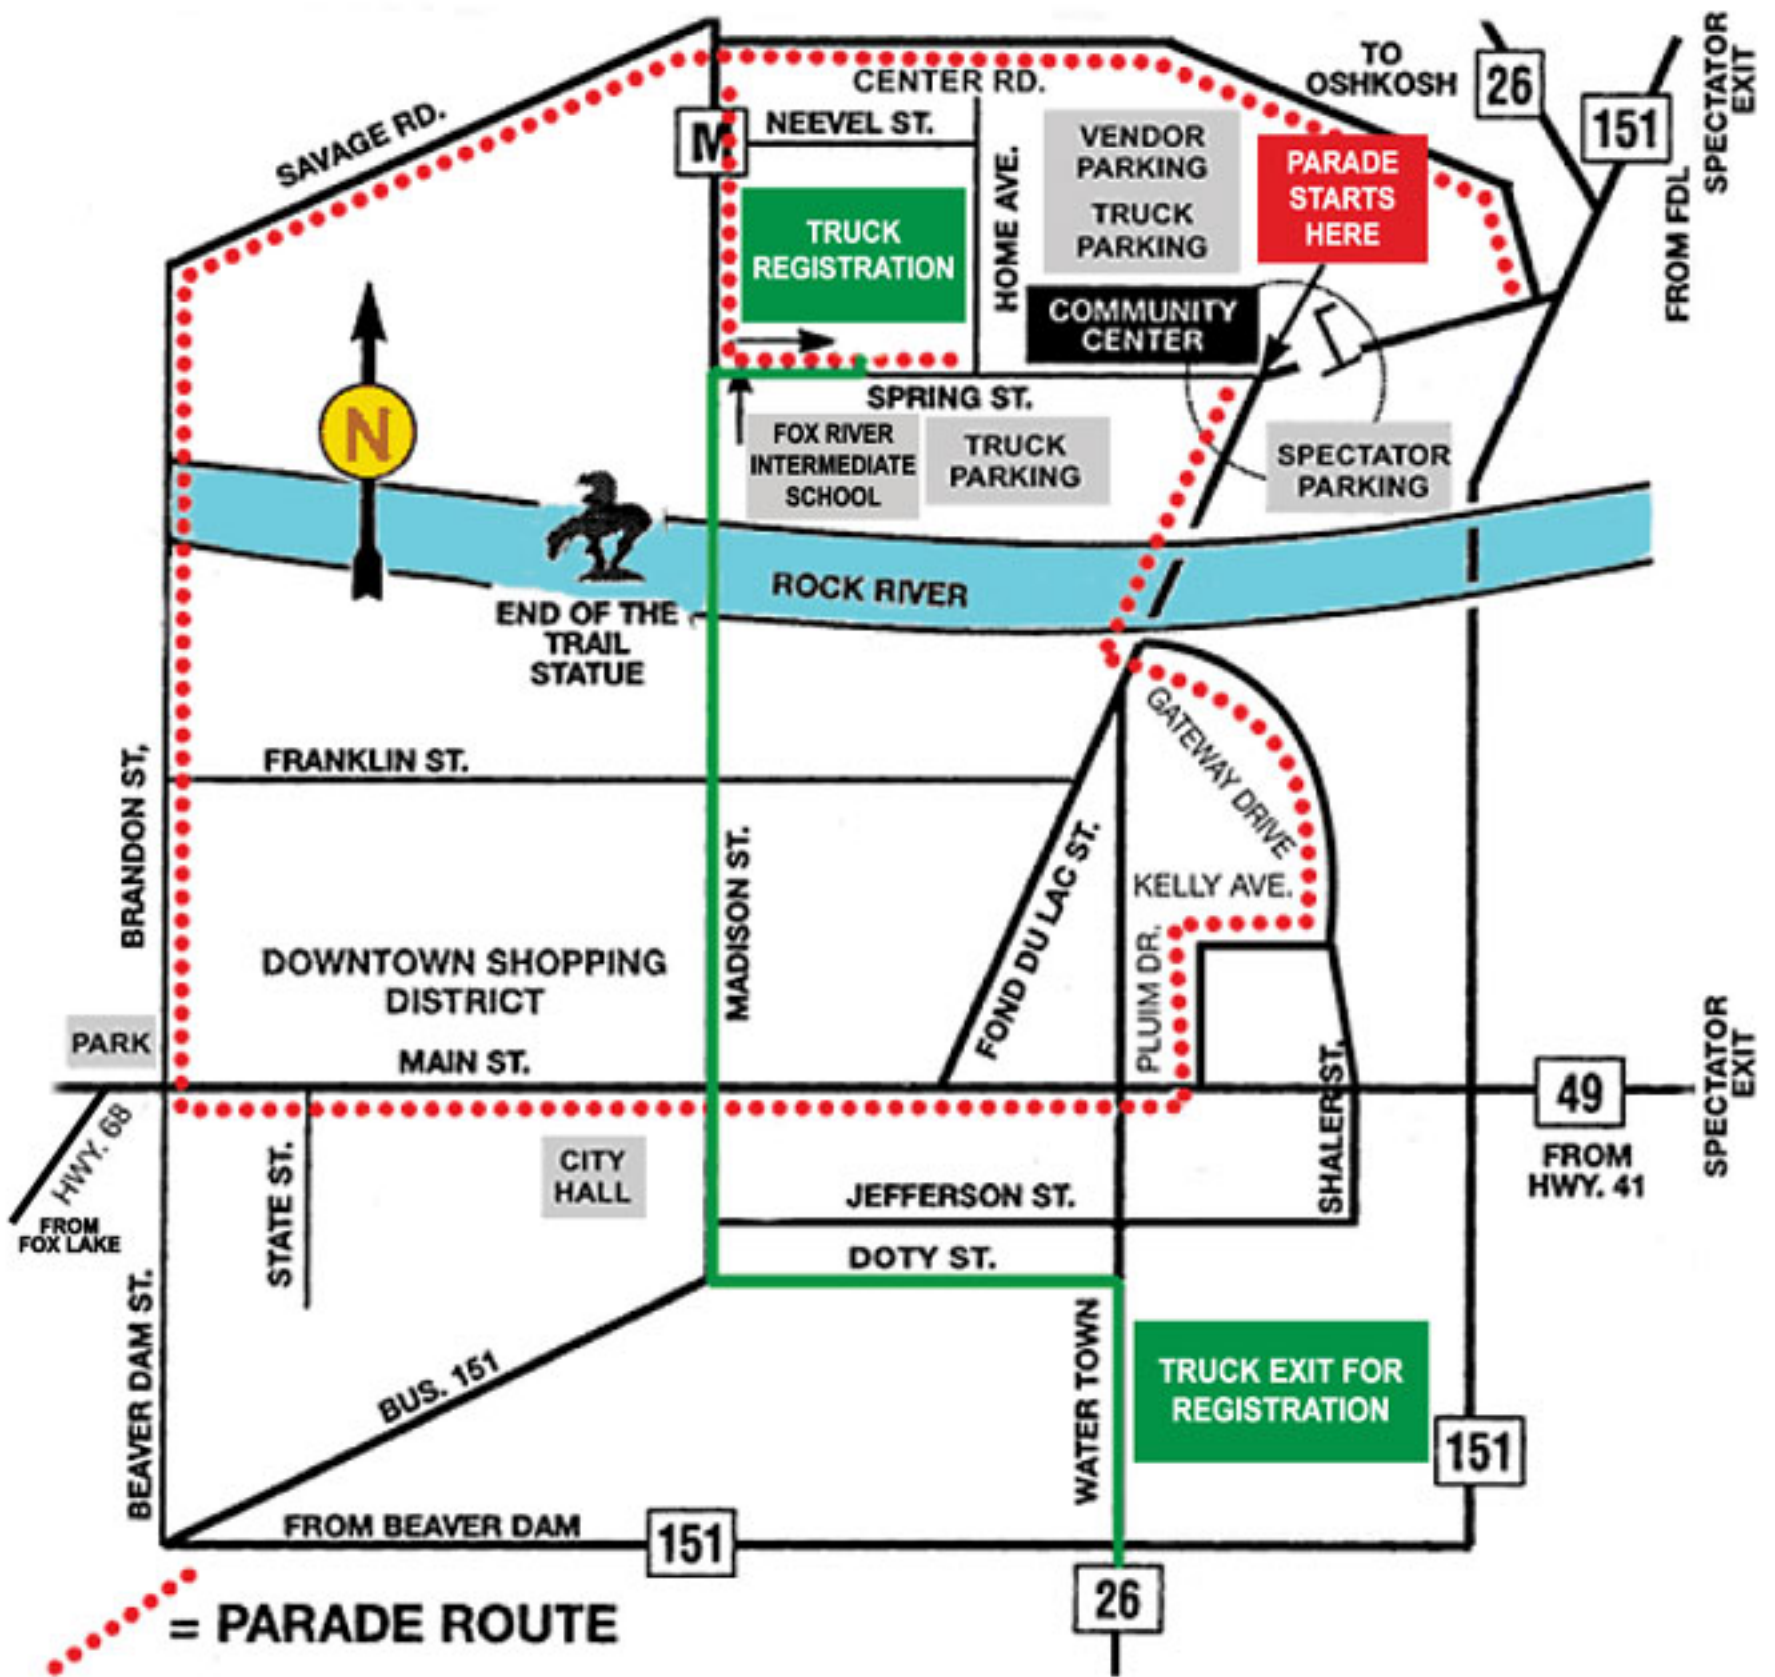 TO
OSHKOSH
26
151
SPECTATOR
EXIT
FROM FDL
CENTER RD.
SAVAGE RD.
M
NEEVEL ST.
HOME AVE.
VENDOR
PARKING
TRUCK
PARKING
PARADE
STARTS
HERE
TRUCK
REGISTRATION
COMMUNITY
CENTER
N
SPRING ST.
FOX RIVER
INTERMEDIATE
SCHOOL
TRUCK
PARKING
SPECTATOR
PARKING
ROCK RIVER
END OF THE
TRAIL
STATUE
GATEWAY DRIVE
FRANKLIN ST.
BRANDON ST,
MADISON ST.
FOND DU LAC ST.
KELLY AVE.
PLUIM DR.
DOWNTOWN SHOPPING
DISTRICT
PARK
MAIN ST.
SHALER ST.
49
SPECTATOR
EXIT
FROM
HWY. 41
HWY. 68
FROM
FOX LAKE
STATE ST.
CITY
HALL
JEFFERSON ST.
DOTY ST.
BEAVER DAM ST.
BUS. 151
WATER TOWN
TRUCK EXIT FOR
REGISTRATION
151
FROM BEAVER DAM
151
26
= PARADE ROUTE